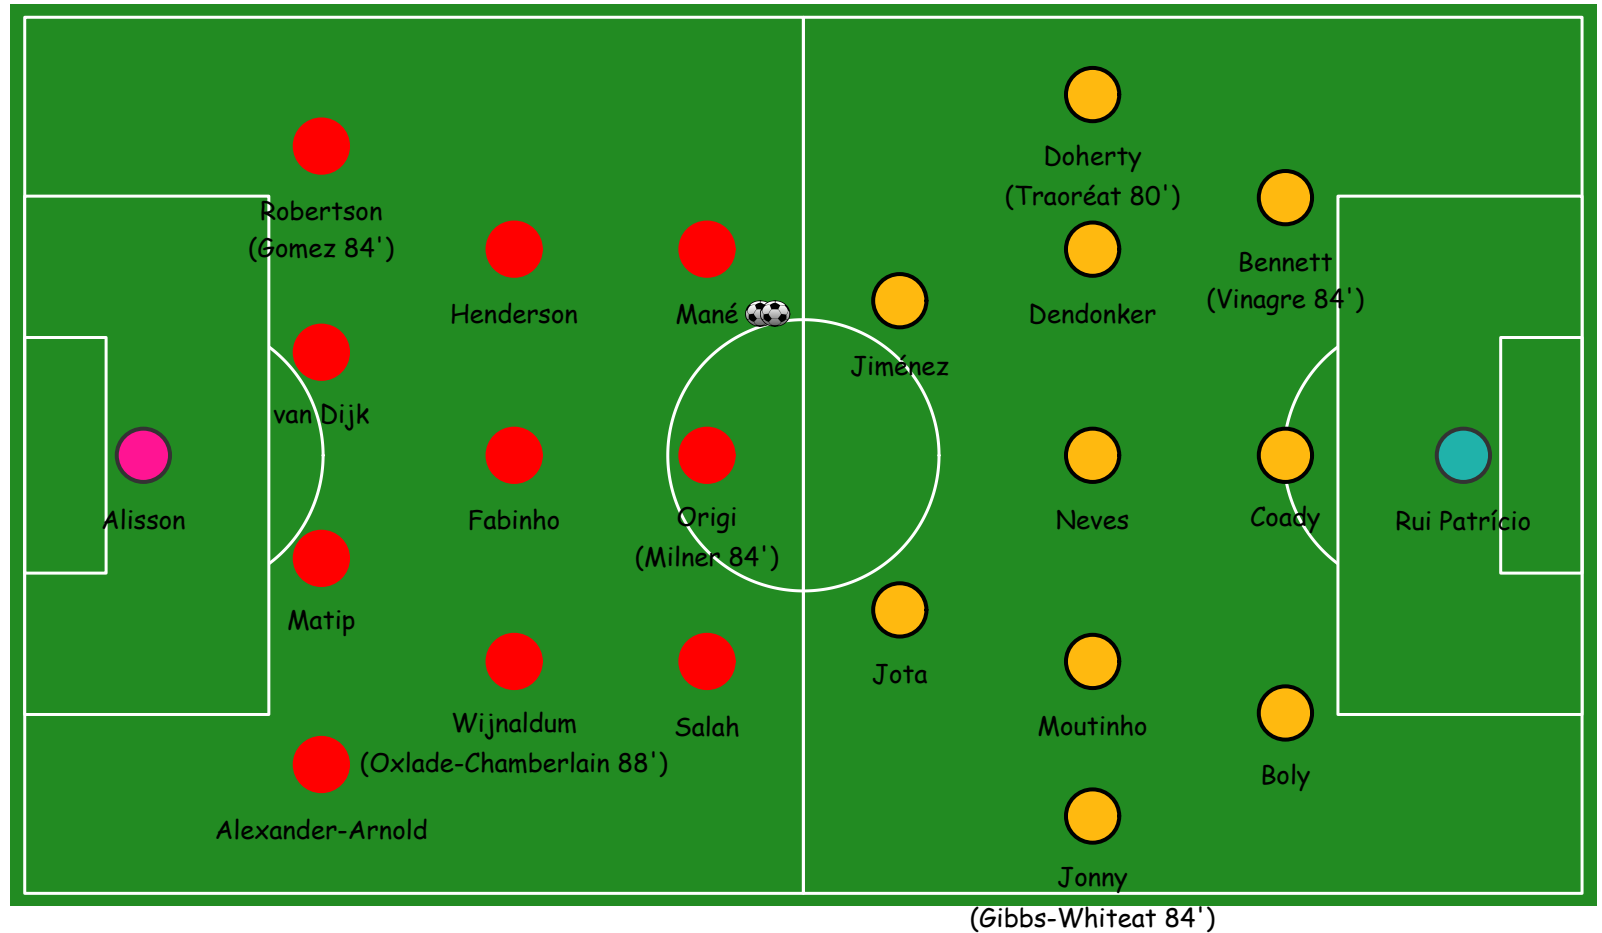 Robertson
(Gomez 84')
van Dijk
Alisson
Matip
Alexander-Arnold
Henderson
Fabinho
Wijnaldum
(Oxlade-Chamberlain 88')
Mané
Origi
(Milner 84')
Salah
Jiménez
Jota
Doherty
(Traoréat 80')
Dendonker
Neves
Moutinho
Jonny
(Gibbs-Whiteat 84')
Bennett
(Vinagre 84')
Coady
Boly
Rui Patrício